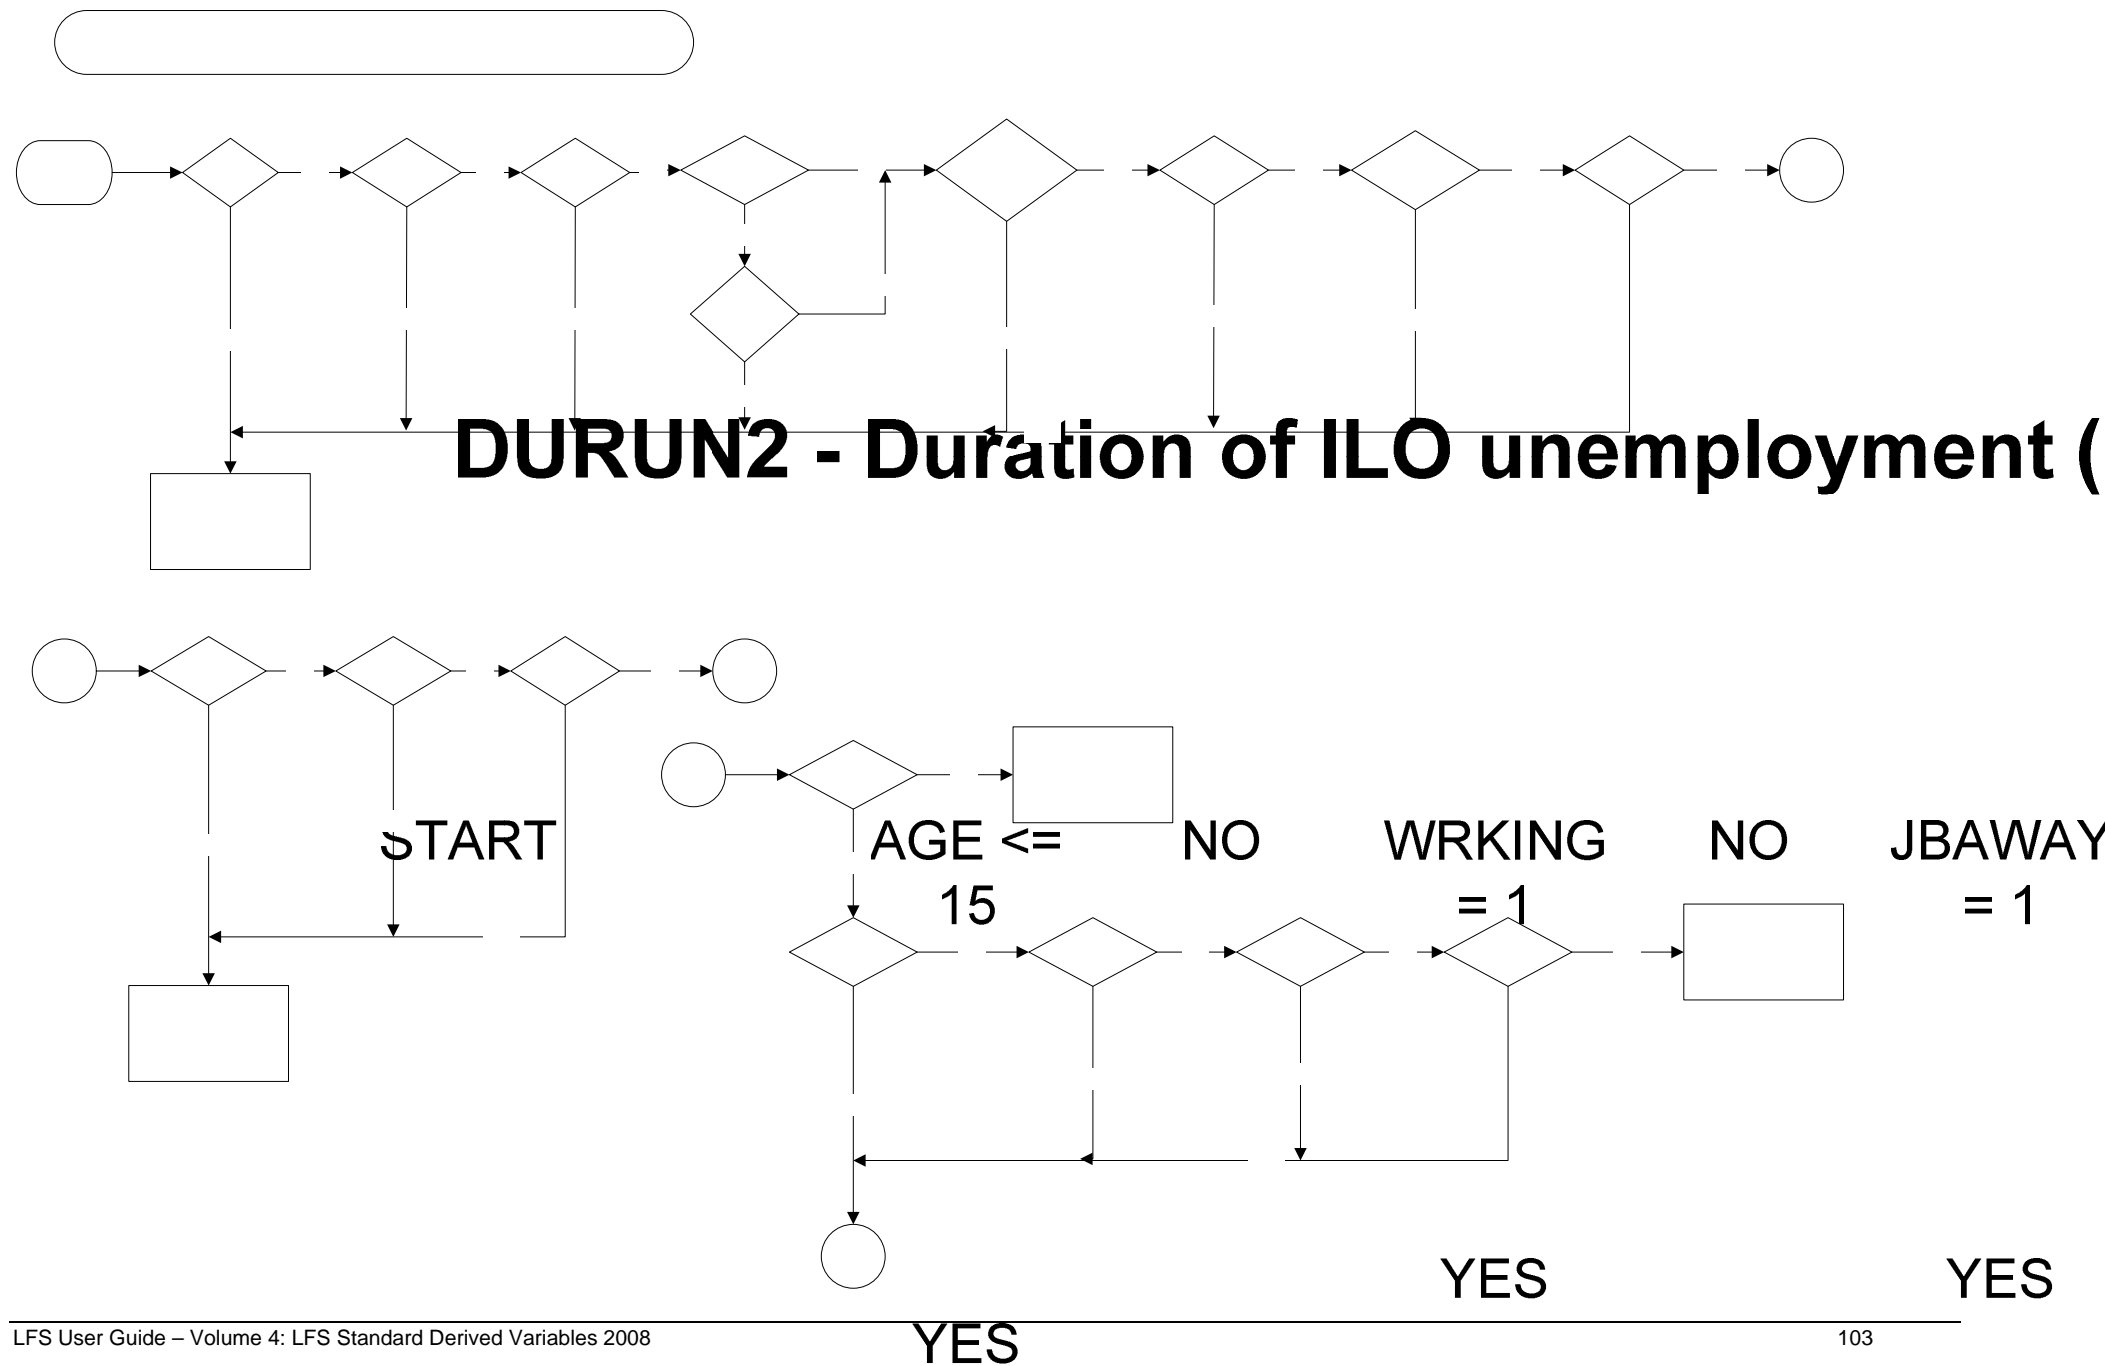 DURUN2 - Duration of ILO unemployment (
START AGE <= NO WRKING NO JBAWAY
15 = 1 = 1
YES YES
YES
LFS User Guide – Volume 4: LFS Standard Derived Variables 2008 103